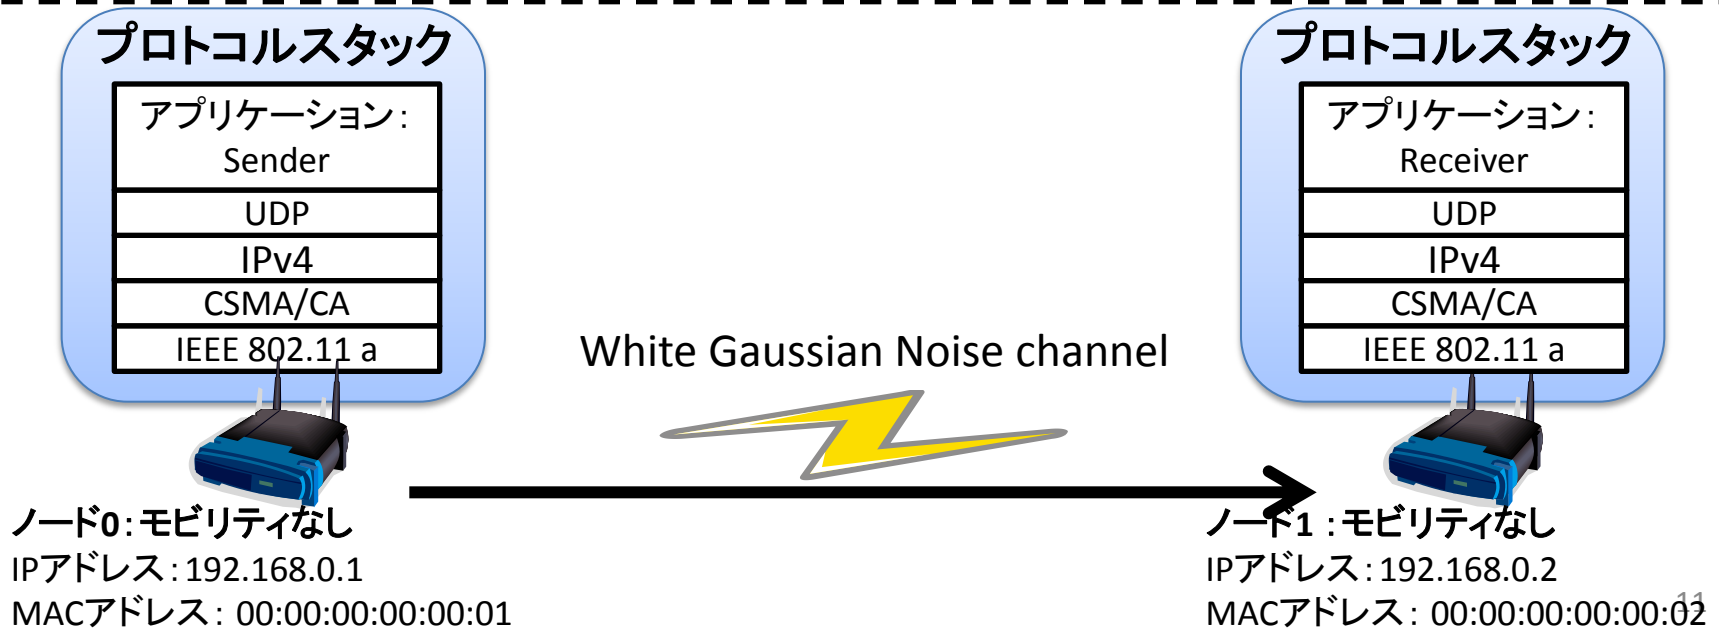 プロトコルスタック
アプリケーション：
Sender
UDP
IPv4
CSMA/CA
IEEE 802.11 a
ノード0：モビリティなし
IPアドレス：192.168.0.1
MACアドレス： 00:00:00:00:00:01
White Gaussian Noise channel
プロトコルスタック
アプリケーション：
Receiver
UDP
IPv4
CSMA/CA
IEEE 802.11 a
ノード1 ：モビリティなし
IPアドレス：192.168.0.2
MACアドレス： 00:00:00:00:00:02
11